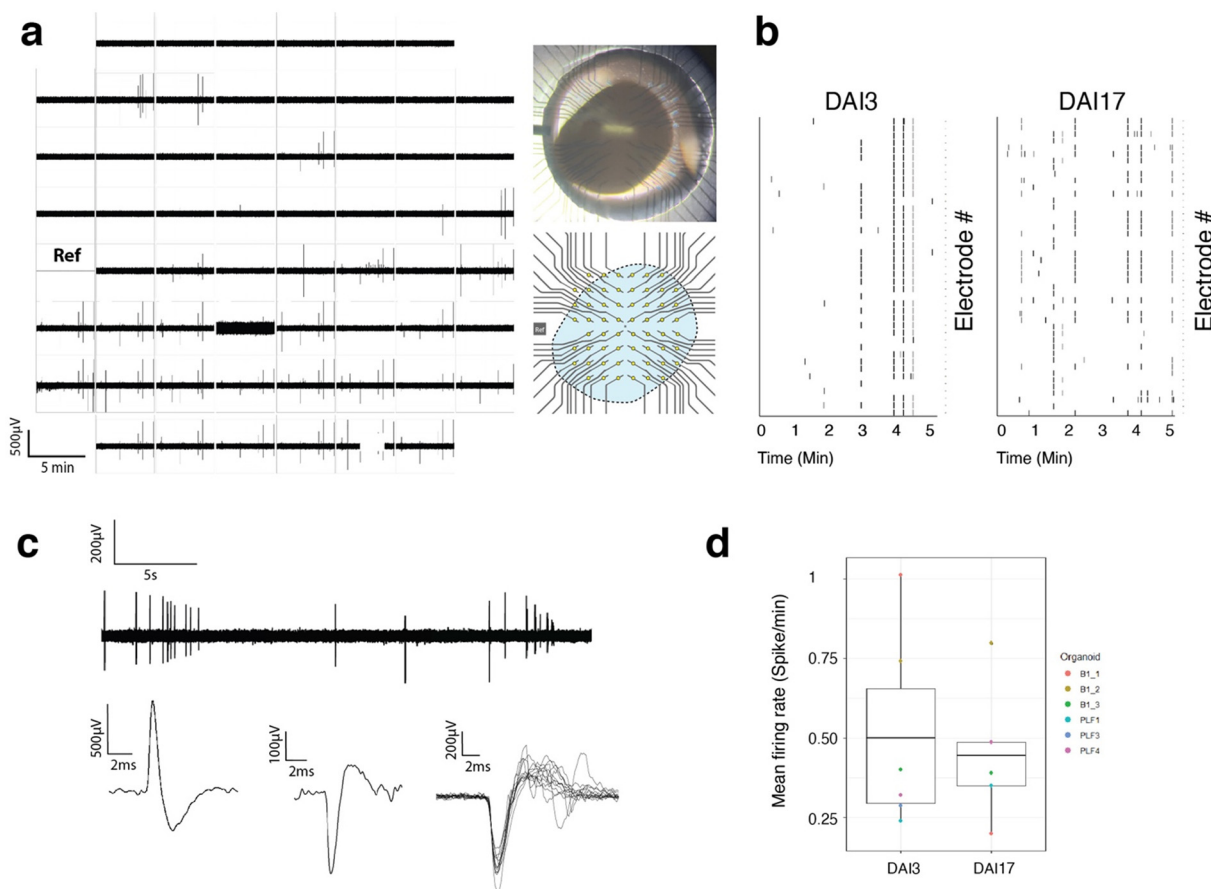 a
Ref
500µV
5 min
Ref
b
DAI3
DAI17
Electrode #
Electrode #
0 1 2 3 4 5
0 1 2 3 4 5
Time (Min)
Time (Min)
c
200µV
5s
500µV
2ms
100µV
2ms
200µV
2ms
d
Mean firing rate (Spike/min)
1
0.75
0.50
0.25
DAI3
DAI17
Organoid
B1_1
B1_2
B1_3
PLF1
PLF3
PLF4